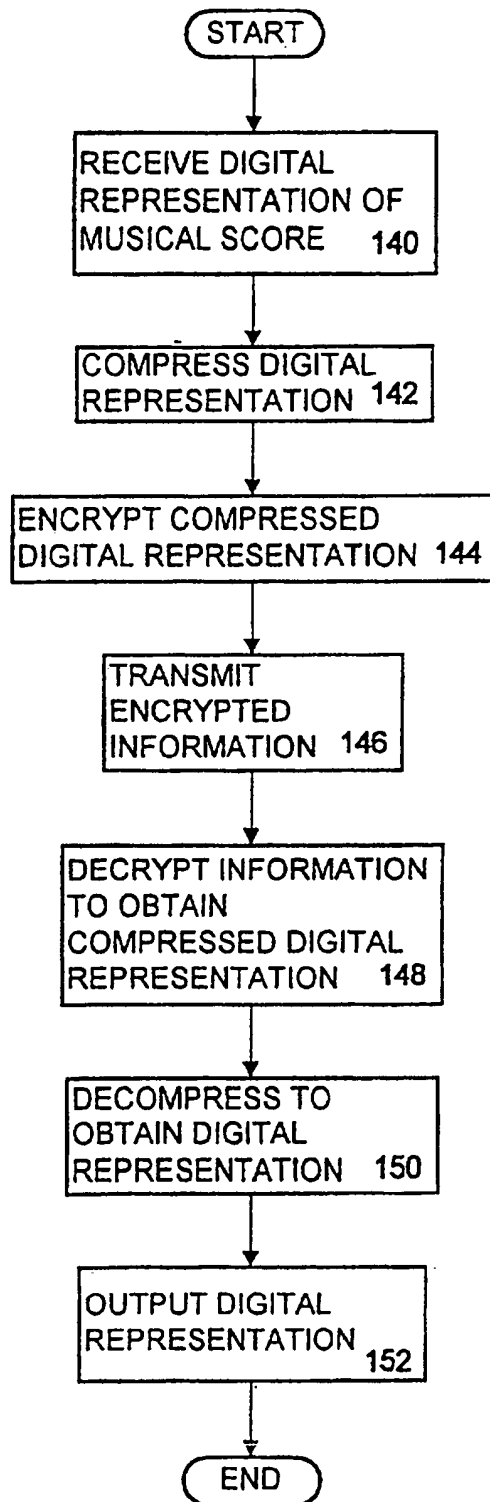 START
RECEIVE DIGITAL
REPRESENTATION OF
MUSICAL SCORE 140
COMPRESS DIGITAL
REPRESENTATION 142
ENCRYPT COMPRESSED
DIGITAL REPRESENTATION 144
TRANSMIT
ENCRYPTED
INFORMATION 146
DECRYPT INFORMATION
TO OBTAIN
COMPRESSED DIGITAL
REPRESENTATION 148
DECOMPRESS TO
OBTAIN DIGITAL
REPRESENTATION 150
OUTPUT DIGITAL
REPRESENTATION
152
END